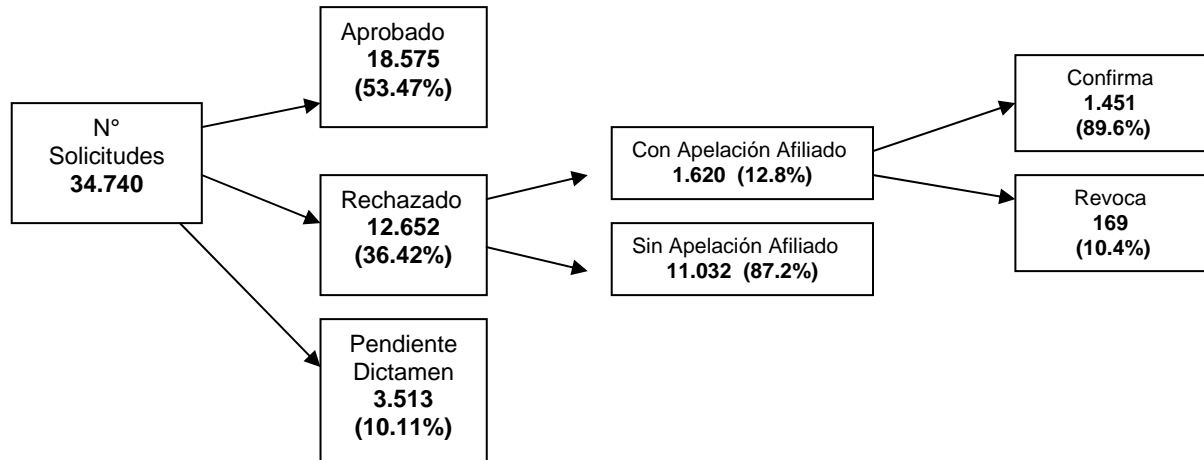 N°
Solicitudes
34.740
Aprobado
18.575
(53.47%)
Rechazado
12.652
(36.42%)
Pendiente
Dictamen
3.513
(10.11%)
Con Apelación Afiliado
1.620 (12.8%)
Sin Apelación Afiliado
11.032 (87.2%)
Confirma
1.451
(89.6%)
Revoca
169
(10.4%)